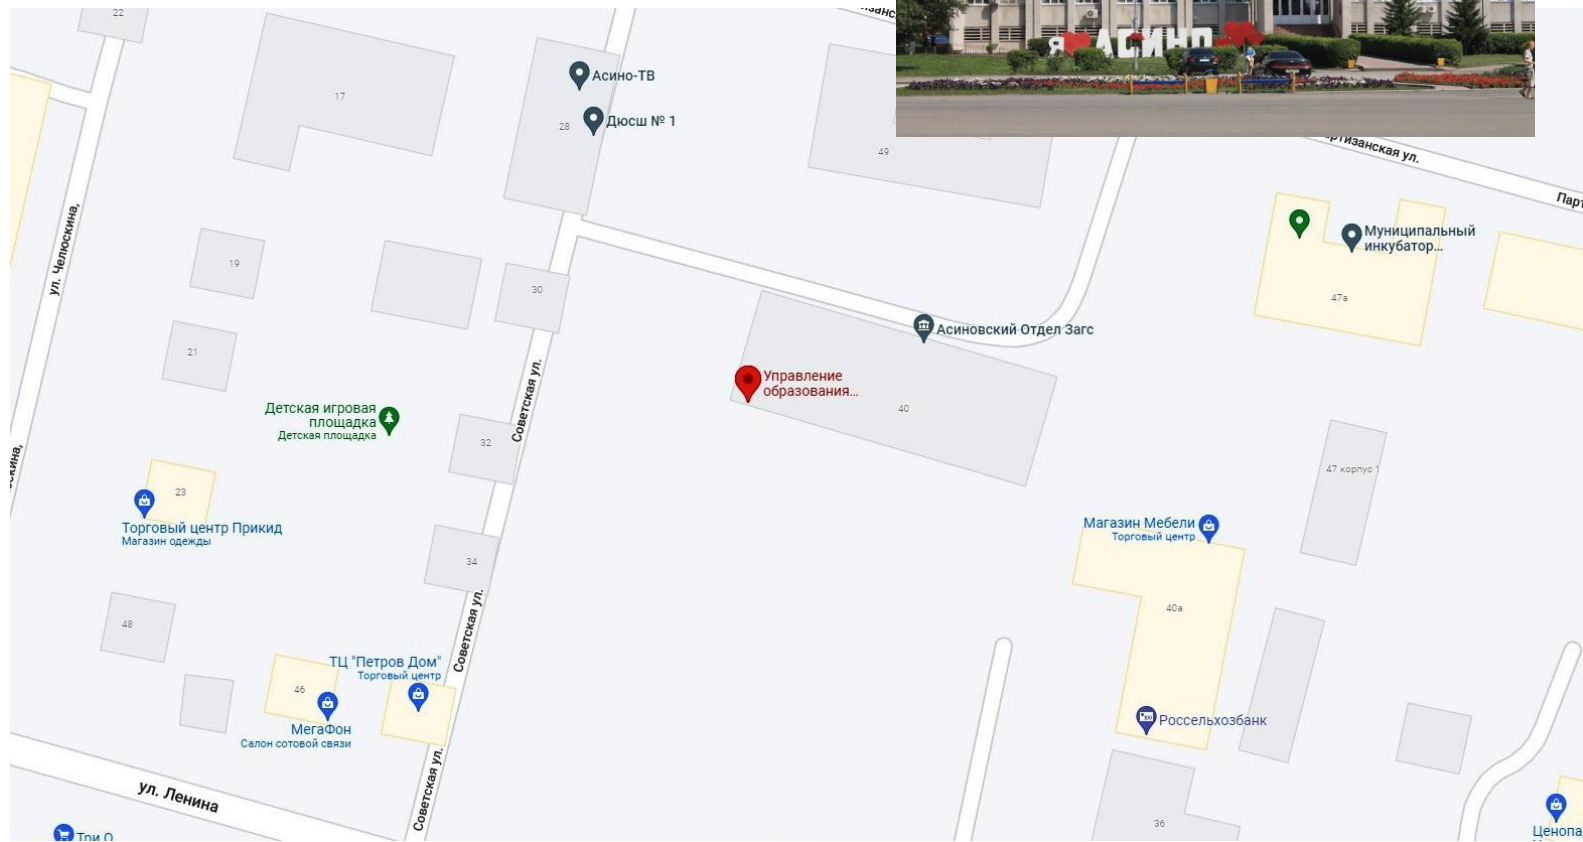 22
Я
АСИНО
Асино-ТВ
17
28
Дюсш № 1
49
Партизанская ул.
Муниципальный
инкубатор...
47а
ул. Челюскина,
19
30
Асиновский Отдел Загс
21
Управление
образования...
40
Советская ул.
Детская игровая
площадка
Детская площадка
32
47 корпус 1
23
Торговый центр Прикид
Магазин одежды
Магазин Мебели
Торговый центр
34
40а
48
Советская ул.
ТЦ "Петров Дом"
Торговый центр
46
МегаФон
Салон сотовой связи
Россельхозбанк
ул. Ленина
Советская ул.
36
Три О